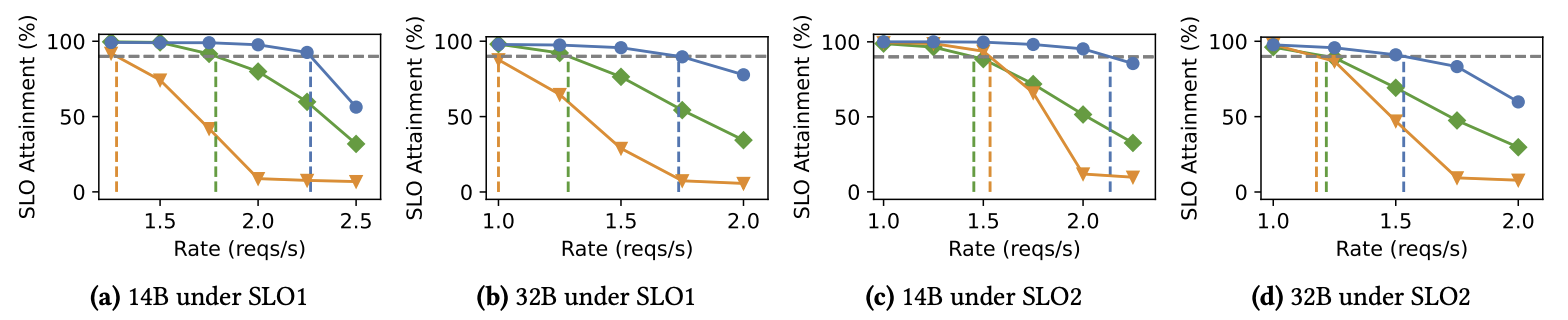 SLO Attainment (%)
100
50
0
1.5 2.0 2.5
Rate (reqs/s)
(a) 14B under SLO1
SLO Attainment (%)
100
50
0
1.0 1.5 2.0
Rate (reqs/s)
(b) 32B under SLO1
SLO Attainment (%)
100
50
0
1.0 1.5 2.0
Rate (reqs/s)
(c) 14B under SLO2
SLO Attainment (%)
100
50
0
1.0 1.5 2.0
Rate (reqs/s)
(d) 32B under SLO2